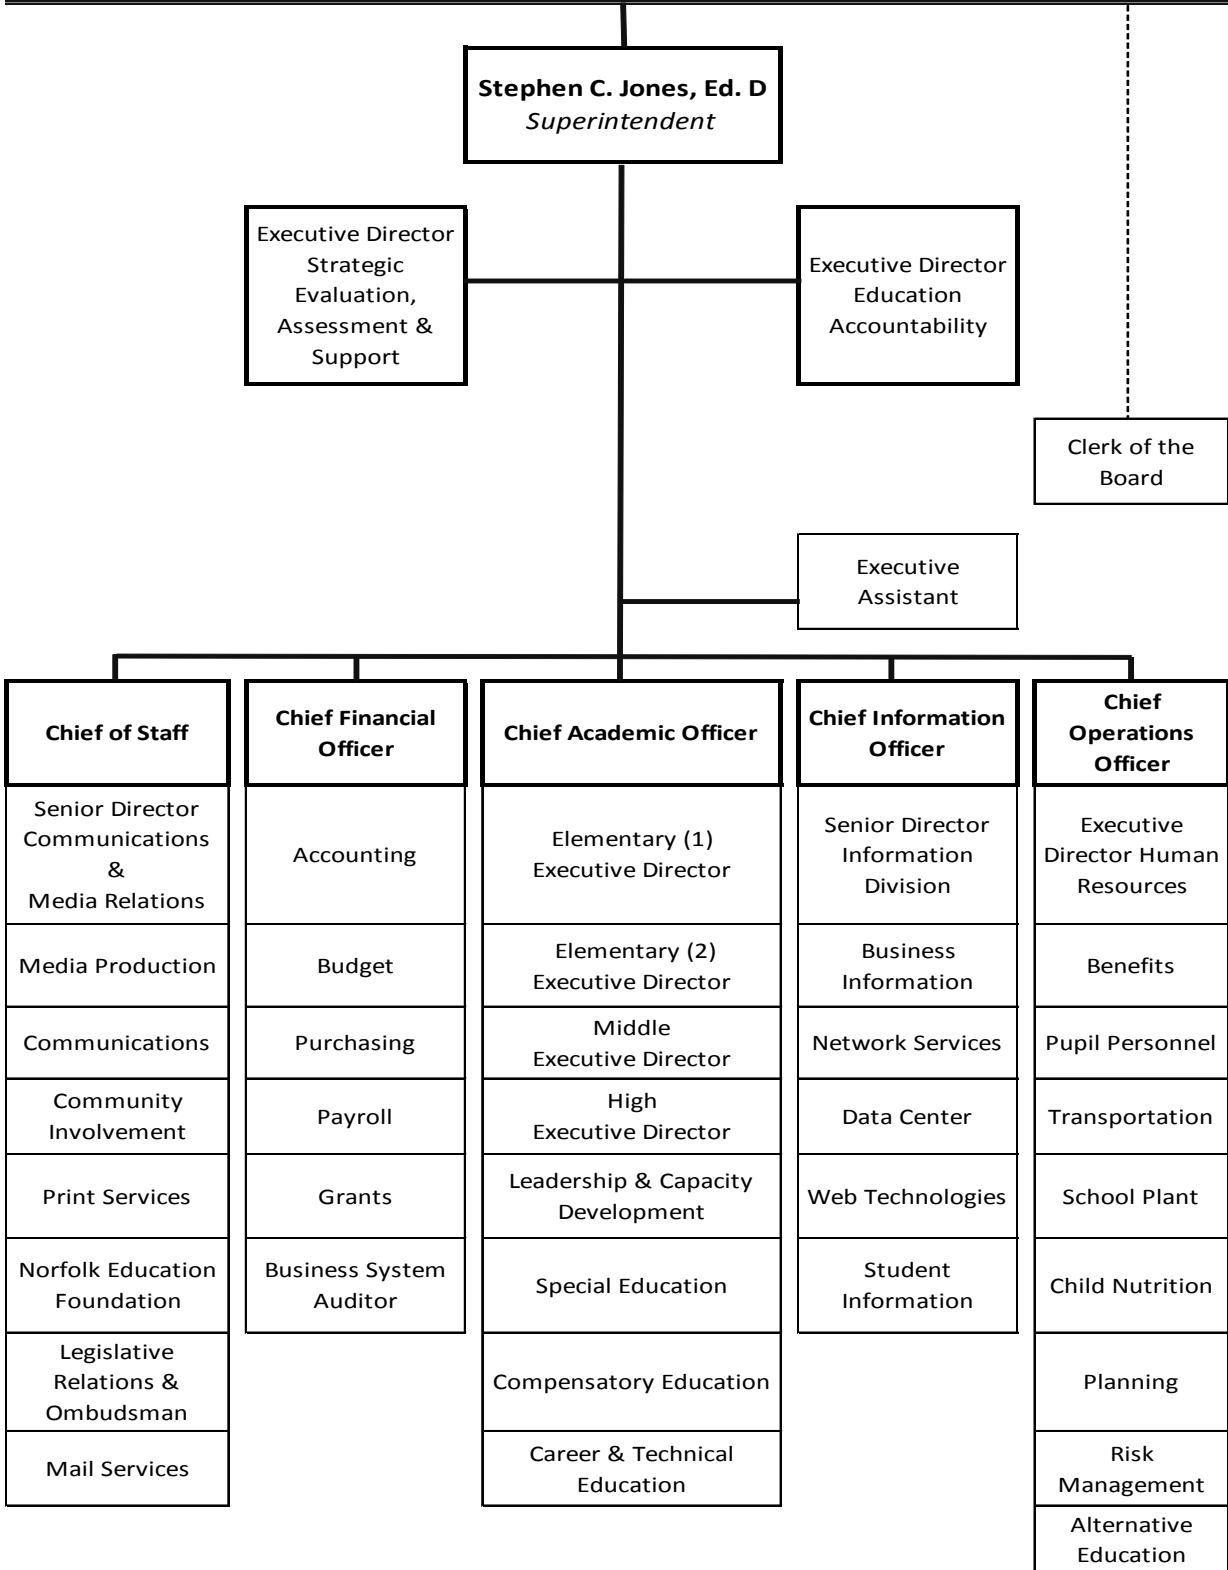 Stephen C. Jones, Ed. D
Superintendent
Executive Director
Strategic
Evaluation,
Assessment &
Support
Executive Director
Education
Accountability
Clerk of the
Board
Executive
Assistant
Chief of Staff
Senior Director
Communications
&
Media Relations
Media Production
Communications
Community
Involvement
Print Services
Norfolk Education
Foundation
Legislative
Relations &
Ombudsman
Mail Services
Chief Financial
Officer
Accounting
Budget
Purchasing
Payroll
Grants
Business System
Auditor
Chief Academic Officer
Elementary (1)
Executive Director
Elementary (2)
Executive Director
Middle
Executive Director
High
Executive Director
Leadership & Capacity
Development
Special Education
Compensatory Education
Career & Technical
Education
Chief Information
Officer
Senior Director
Information
Division
Business
Information
Network Services
Data Center
Web Technologies
Student
Information
Chief
Operations
Officer
Executive
Director Human
Resources
Benefits
Pupil Personnel
Transportation
School Plant
Child Nutrition
Planning
Risk
Management
Alternative
Education